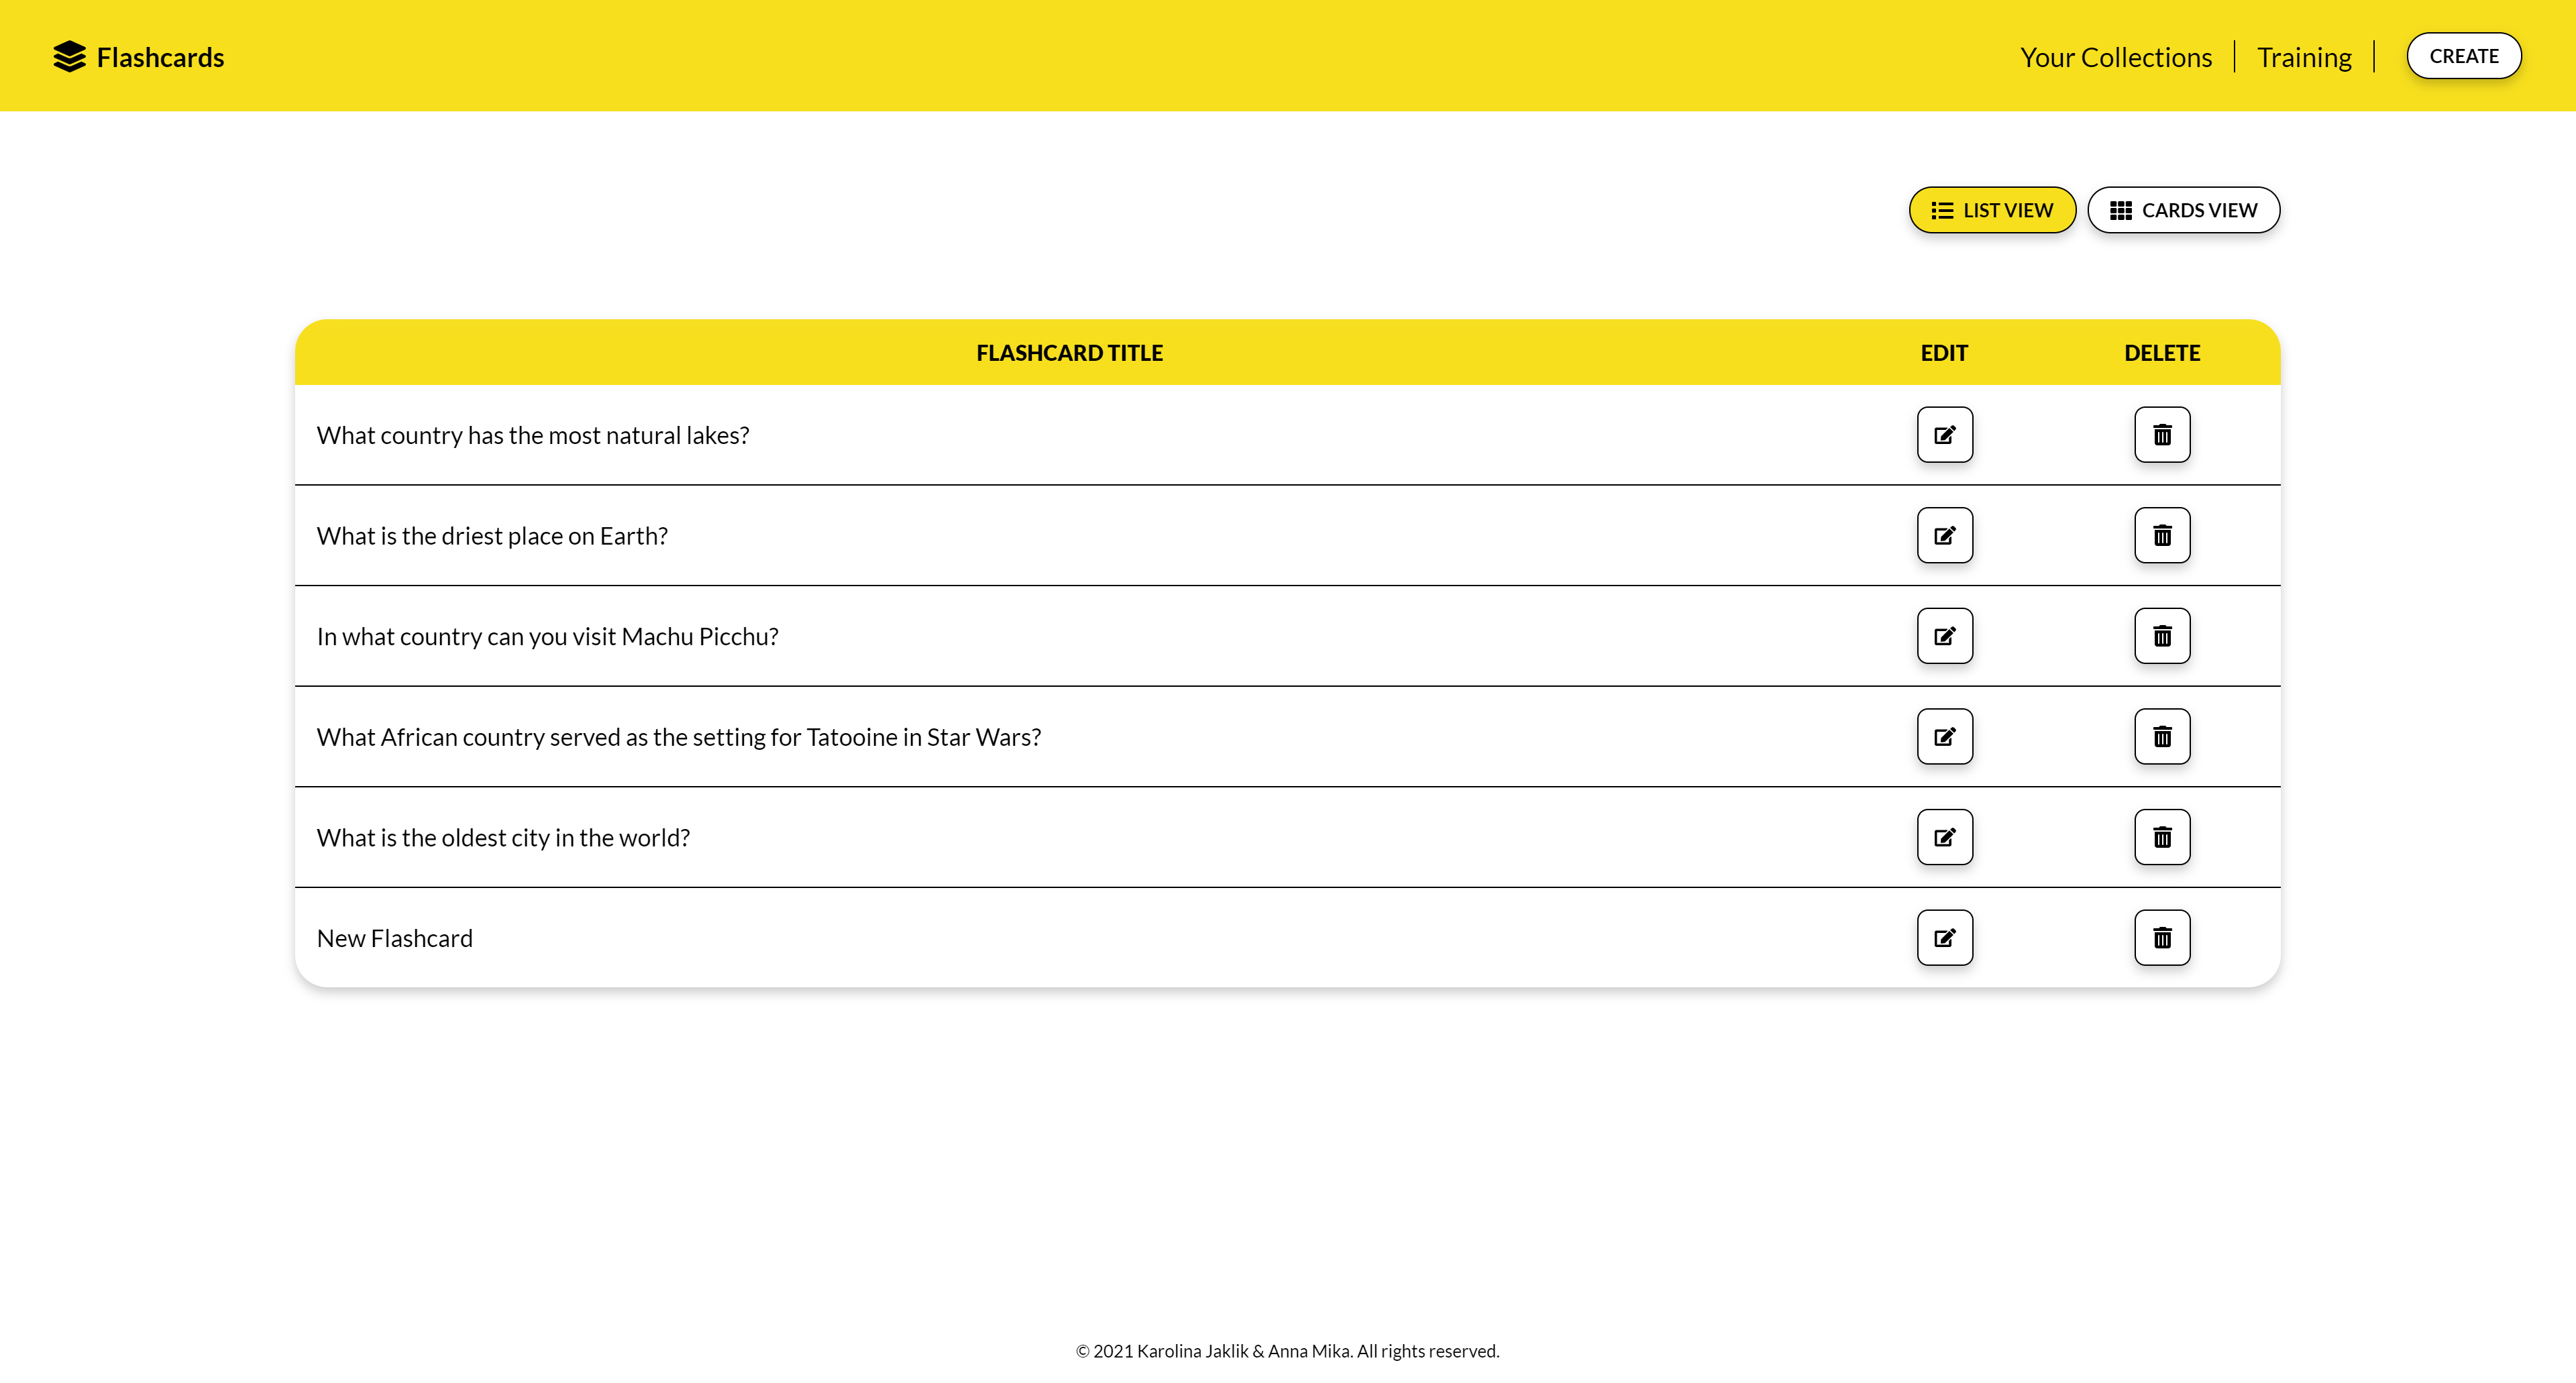 Flashcards
Your Collections
Training
CREATE
LIST VIEW
CARDS VIEW
FLASHCARD TITLE
EDIT
DELETE
What country has the most natural lakes?
What is the driest place on Earth?
In what country can you visit Machu Picchu?
What African country served as the setting for Tatooine in Star Wars?
What is the oldest city in the world?
New Flashcard
© 2021 Karolina Jaklik & Anna Mika. All rights reserved.